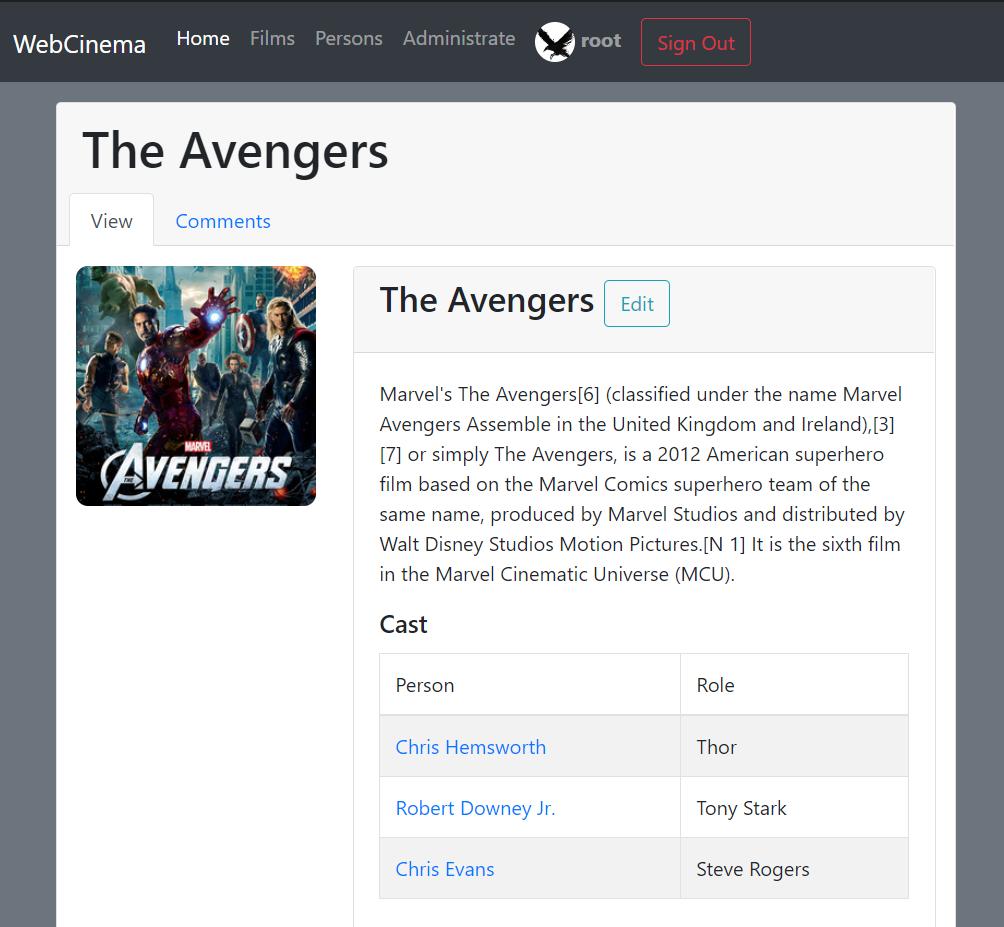 WebCinema Home Films Persons Administrate root Sign Out
The Avengers
View Comments
MARVEL
THE AVENGERS
The Avengers Edit
Marvel's The Avengers[6] (classified under the name Marvel
Avengers Assemble in the United Kingdom and Ireland),[3]
[7] or simply The Avengers, is a 2012 American superhero
film based on the Marvel Comics superhero team of the
same name, produced by Marvel Studios and distributed by
Walt Disney Studios Motion Pictures.[N 1] It is the sixth film
in the Marvel Cinematic Universe (MCU).
Cast
Person Role
Chris Hemsworth Thor
Robert Downey Jr. Tony Stark
Chris Evans Steve Rogers